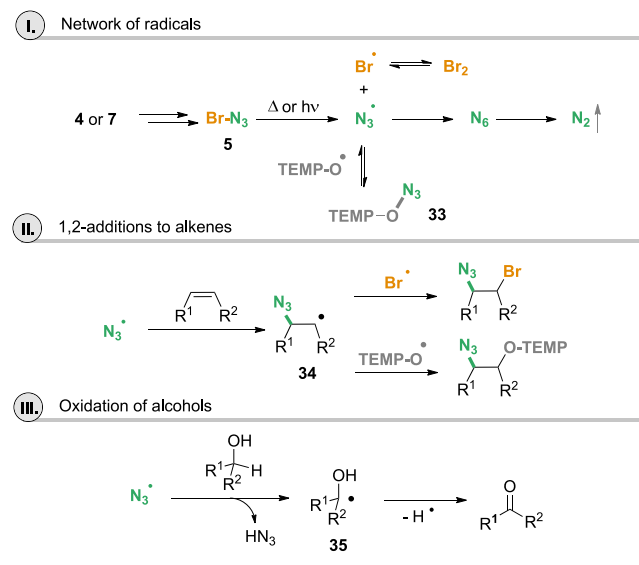 I. Network of radicals
Br• Br2
+
4 or 7 Br-N3 Δ or hν N3• N6 N2
5
TEMP-O•
N3
TEMP-O 33
II. 1,2-additions to alkenes
N3• R1 R2 N3 R1 R2 • Br• N3 Br R1 R2
34
TEMP-O• N3 O-TEMP R1 R2
III. Oxidation of alcohols
N3• OH R1 H R2 OH R1 R2 • - H• O R1 R2
HN3 35